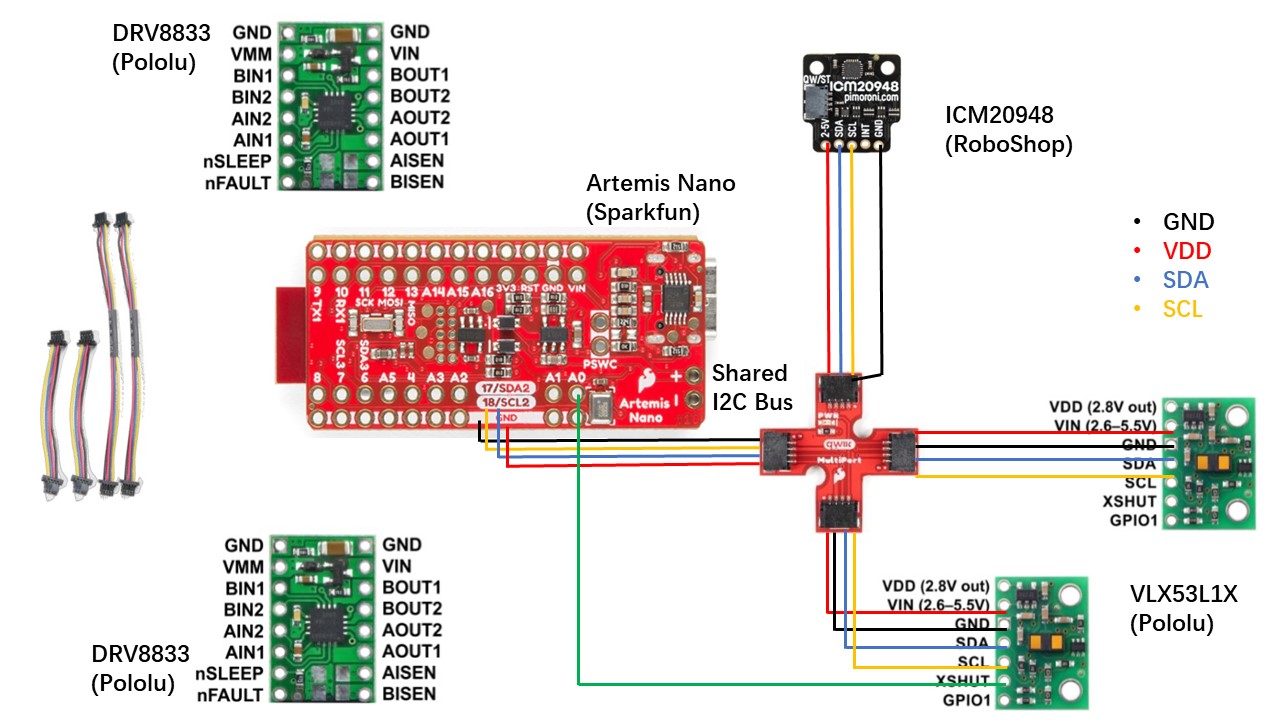 DRV8833
(Pololu)
GND
VMM
BIN1
BIN2
AIN2
AIN1
nSLEEP
nFAULT
GND
VIN
BOUT1
BOUT2
AOUT2
AOUT1
AISEN
BISEN
QW/ST
ICM20948
pimoroni.com
2-5V
SDA
SCL
INT
GND
ICM20948
(RoboShop)
Artemis Nano
(Sparkfun)
• GND
• VDD
• SDA
• SCL
9 10 11 12 13 A14 A15 A16 3V3 RST GND VIN
TX1 RX1 SCK MOSI MISO
SCL3 SDA3
PSWC
8 7 6 A5 4 A3 A2 17/SDA2 A1 A0
18/SCL2
GND
Artemis
Nano
+
-
Shared
I2C Bus
PWR
qwiic
MultiPort
VDD (2.8V out)
VIN (2.6–5.5V)
GND
SDA
SCL
XSHUT
GPIO1
VDD (2.8V out)
VIN (2.6–5.5V)
GND
SDA
SCL
XSHUT
GPIO1
VLX53L1X
(Pololu)
DRV8833
(Pololu)
GND
VMM
BIN1
BIN2
AIN2
AIN1
nSLEEP
nFAULT
GND
VIN
BOUT1
BOUT2
AOUT2
AOUT1
AISEN
BISEN